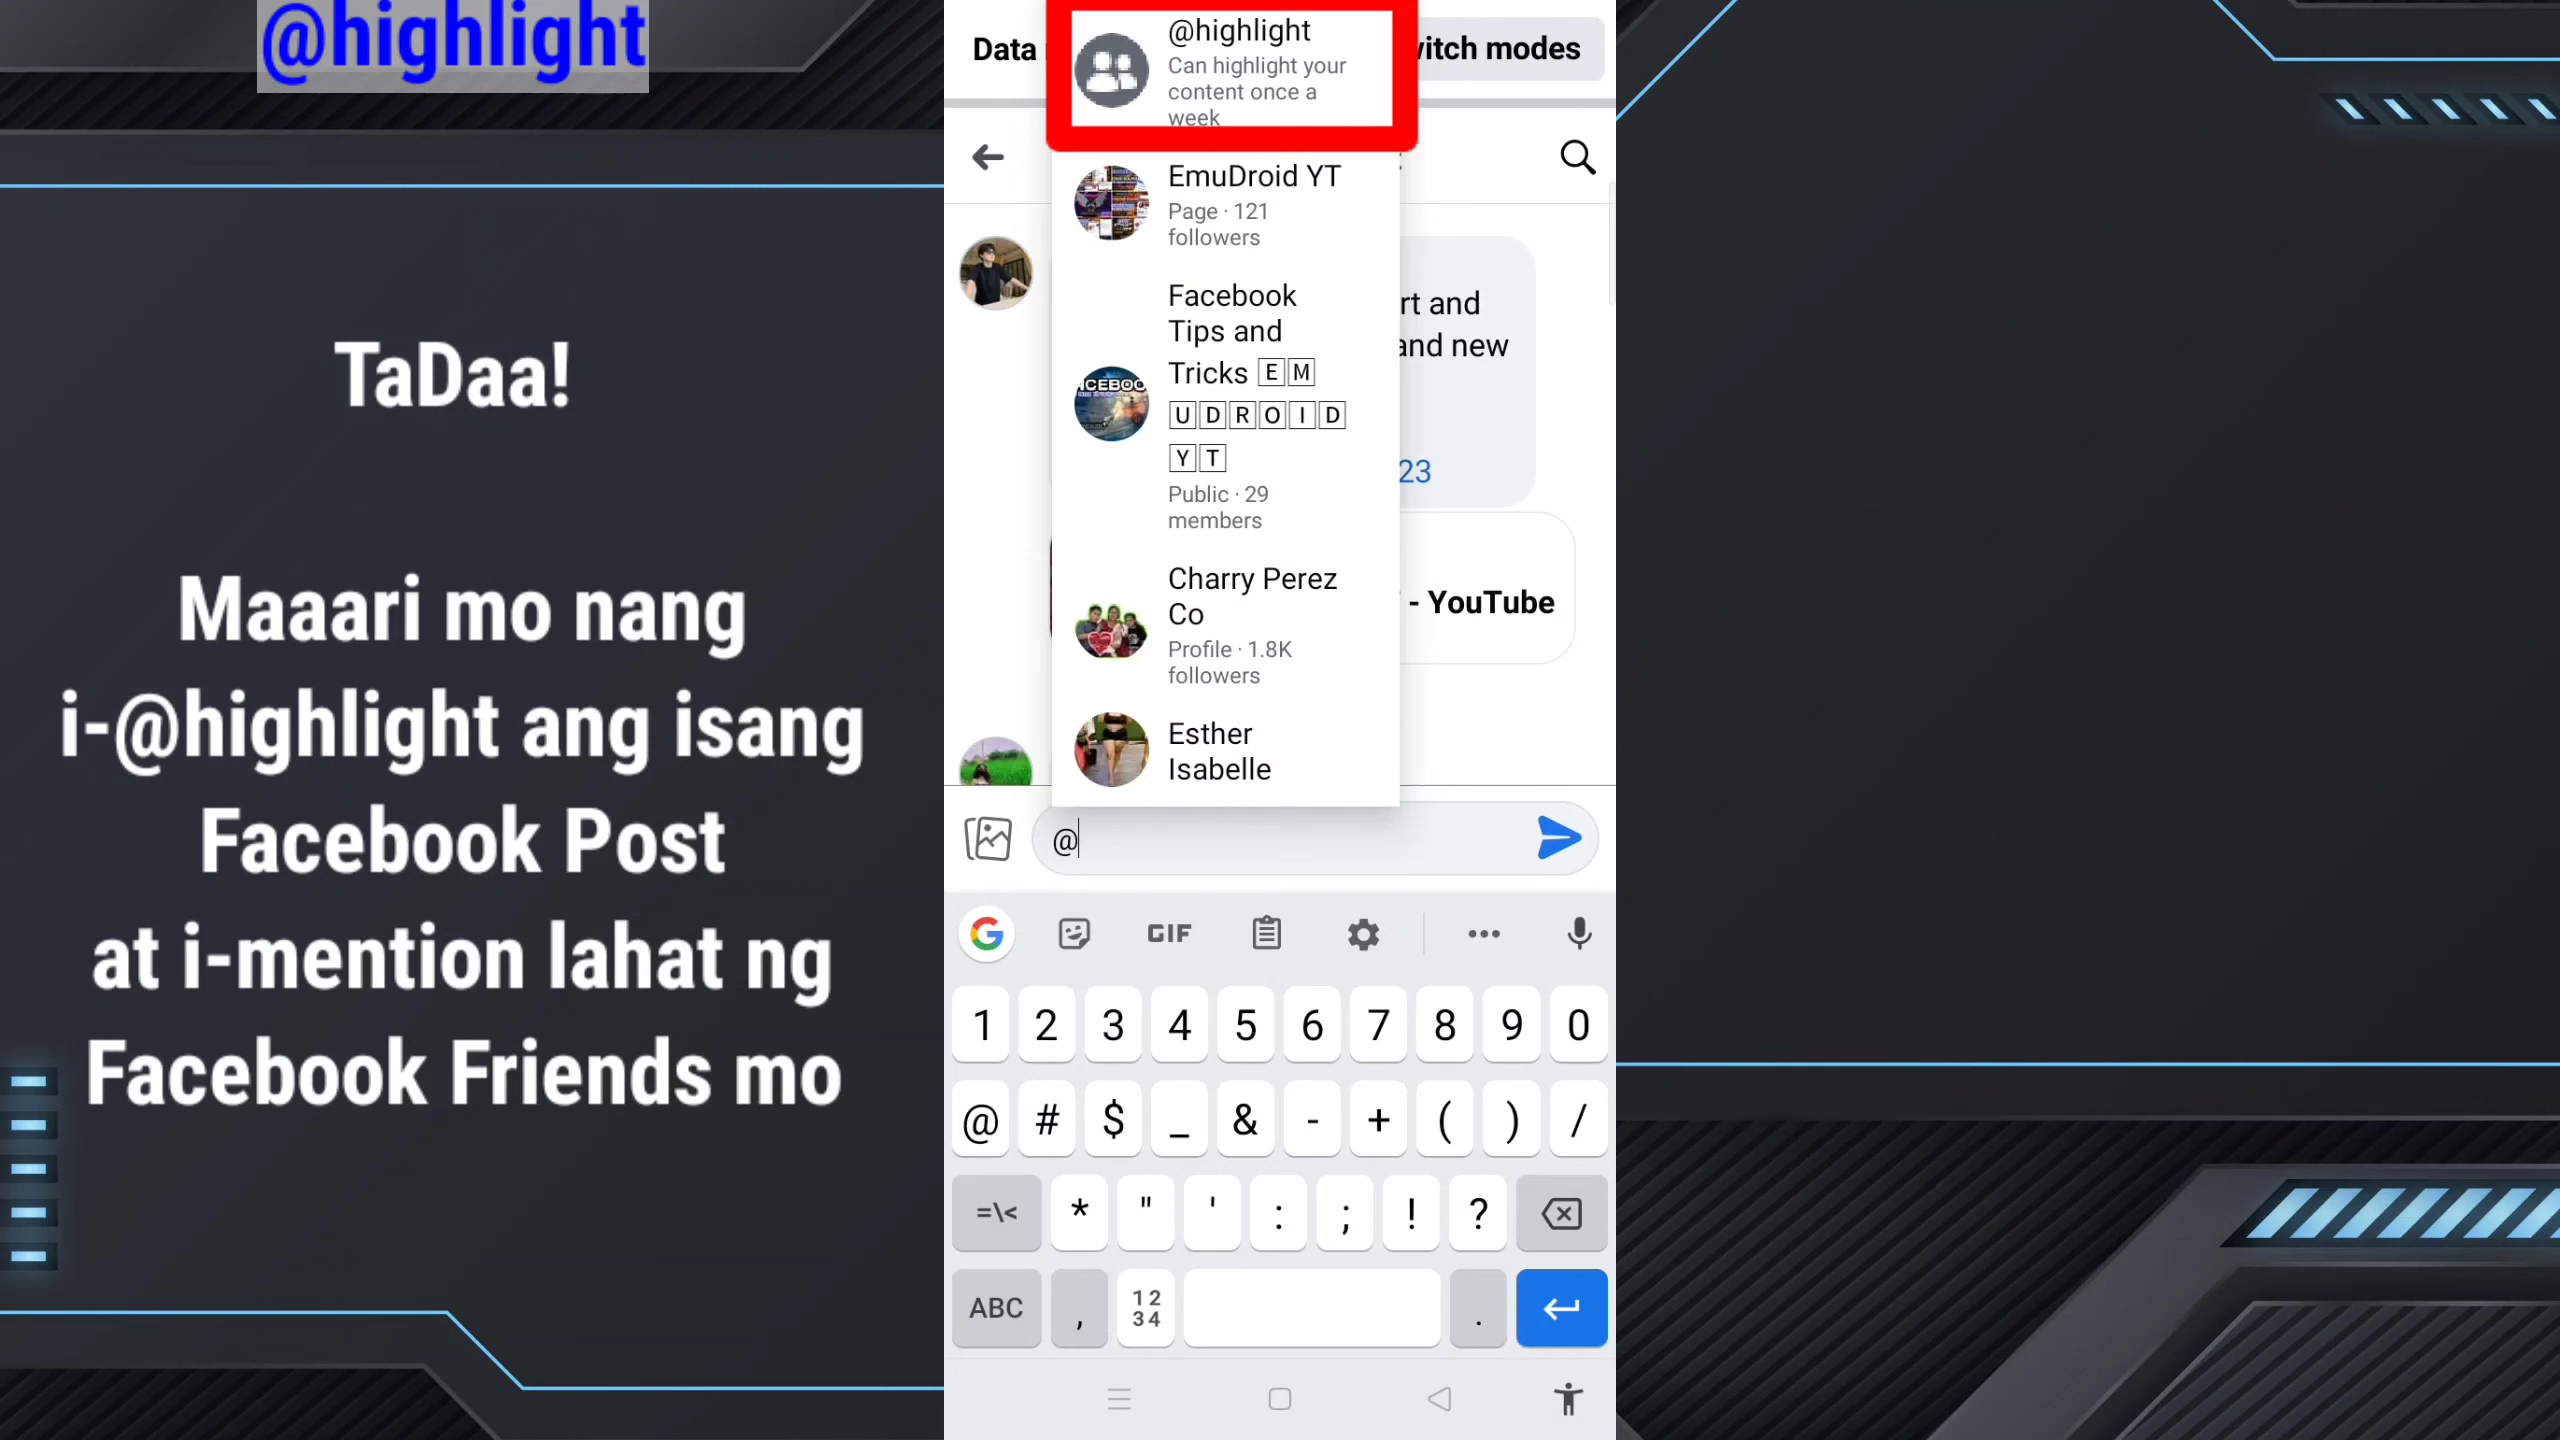 @highlight
TaDaa!
Maaari mo nang
i-@highlight ang isang
Facebook Post
at i-mention lahat ng
Facebook Friends mo
Data
itch modes
@highlight
Can highlight your
content once a
week
EmuDroid YT
Page · 121
followers
Facebook
Tips and
Tricks 🄴🄼
🅄🄳🅁🄾🄸🄳
🅈🅃
Public · 29
members
Charry Perez
Co
Profile · 1.8K
followers
Esther
Isabelle
rt and
and new
23
- YouTube
@
GIF
1 2 3 4 5 6 7 8 9 0
@ # $ _ & - + ( ) /
=\< * " ' : ; ! ?
ABC , 12 34 .